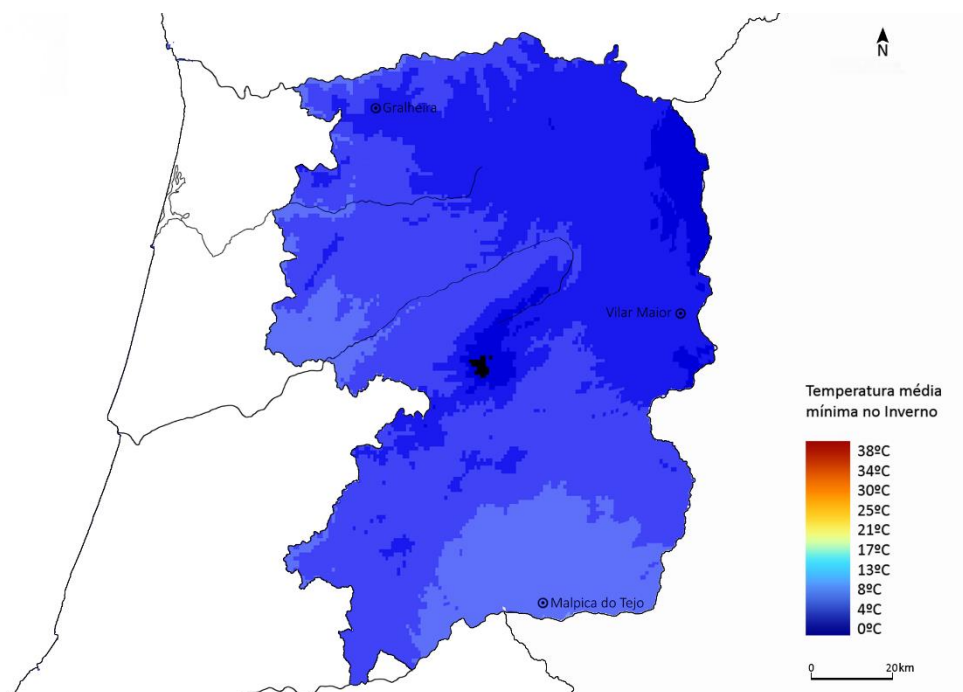 N
Gralheira
Vilar Maior
Temperatura média
mínima no Inverno
38ºC
34ºC
30ºC
25ºC
21ºC
17ºC
13ºC
8ºC
4ºC
0ºC
Malpica do Tejo
0 20km